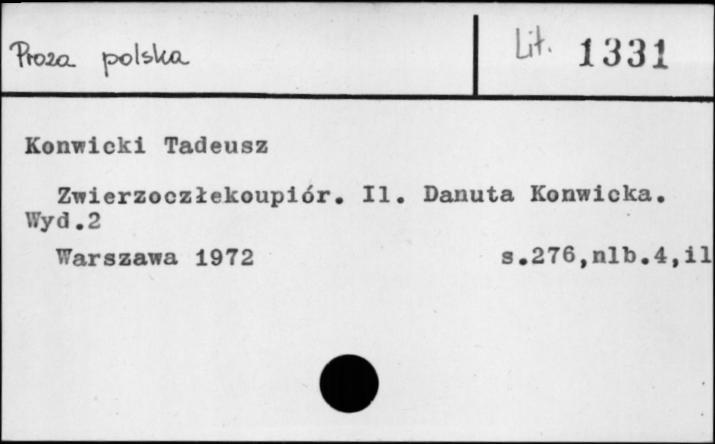 Proza polska
Lit. 1331
Konwicki Tadeusz
Zwierzoczłekoupiór. Il. Danuta Konwicka.
Wyd.2
Warszawa 1972 s.276,nlb.4,il